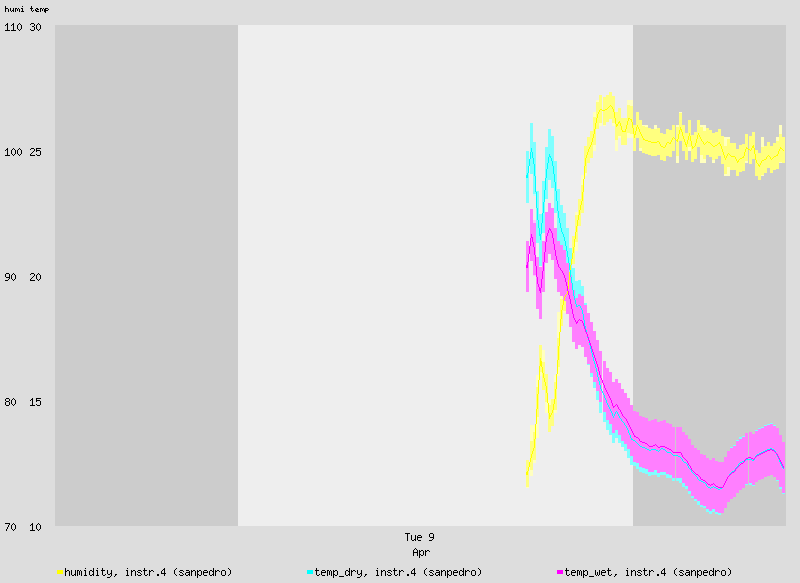 humi temp
110 30
100 25
90 20
80 15
70 10
Tue 9
Apr
humidity, instr.4 (sanpedro) temp_dry, instr.4 (sanpedro) temp_wet, instr.4 (sanpedro)